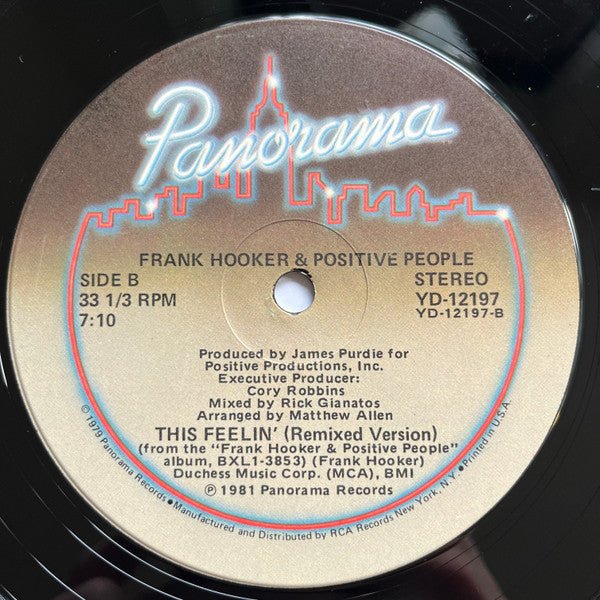 Panorama
FRANK HOOKER & POSITIVE PEOPLE
SIDE B
33 1/3 RPM
7:10
STEREO
YD-12197
YD-12197-B
Produced by James Purdie for
Positive Productions, Inc.
Executive Producer:
Cory Robbins
Mixed by Rick Gianatos
Arranged by Matthew Allen
THIS FEELIN' (Remixed Version)
(from the "Frank Hooker & Positive People"
album, BXL1-3853) (Frank Hooker)
Duchess Music Corp. (MCA), BMI
℗ 1981 Panorama Records
© 1979 Panorama Records • Manufactured and Distributed by RCA Records New York, N.Y. • Printed in U.S.A.